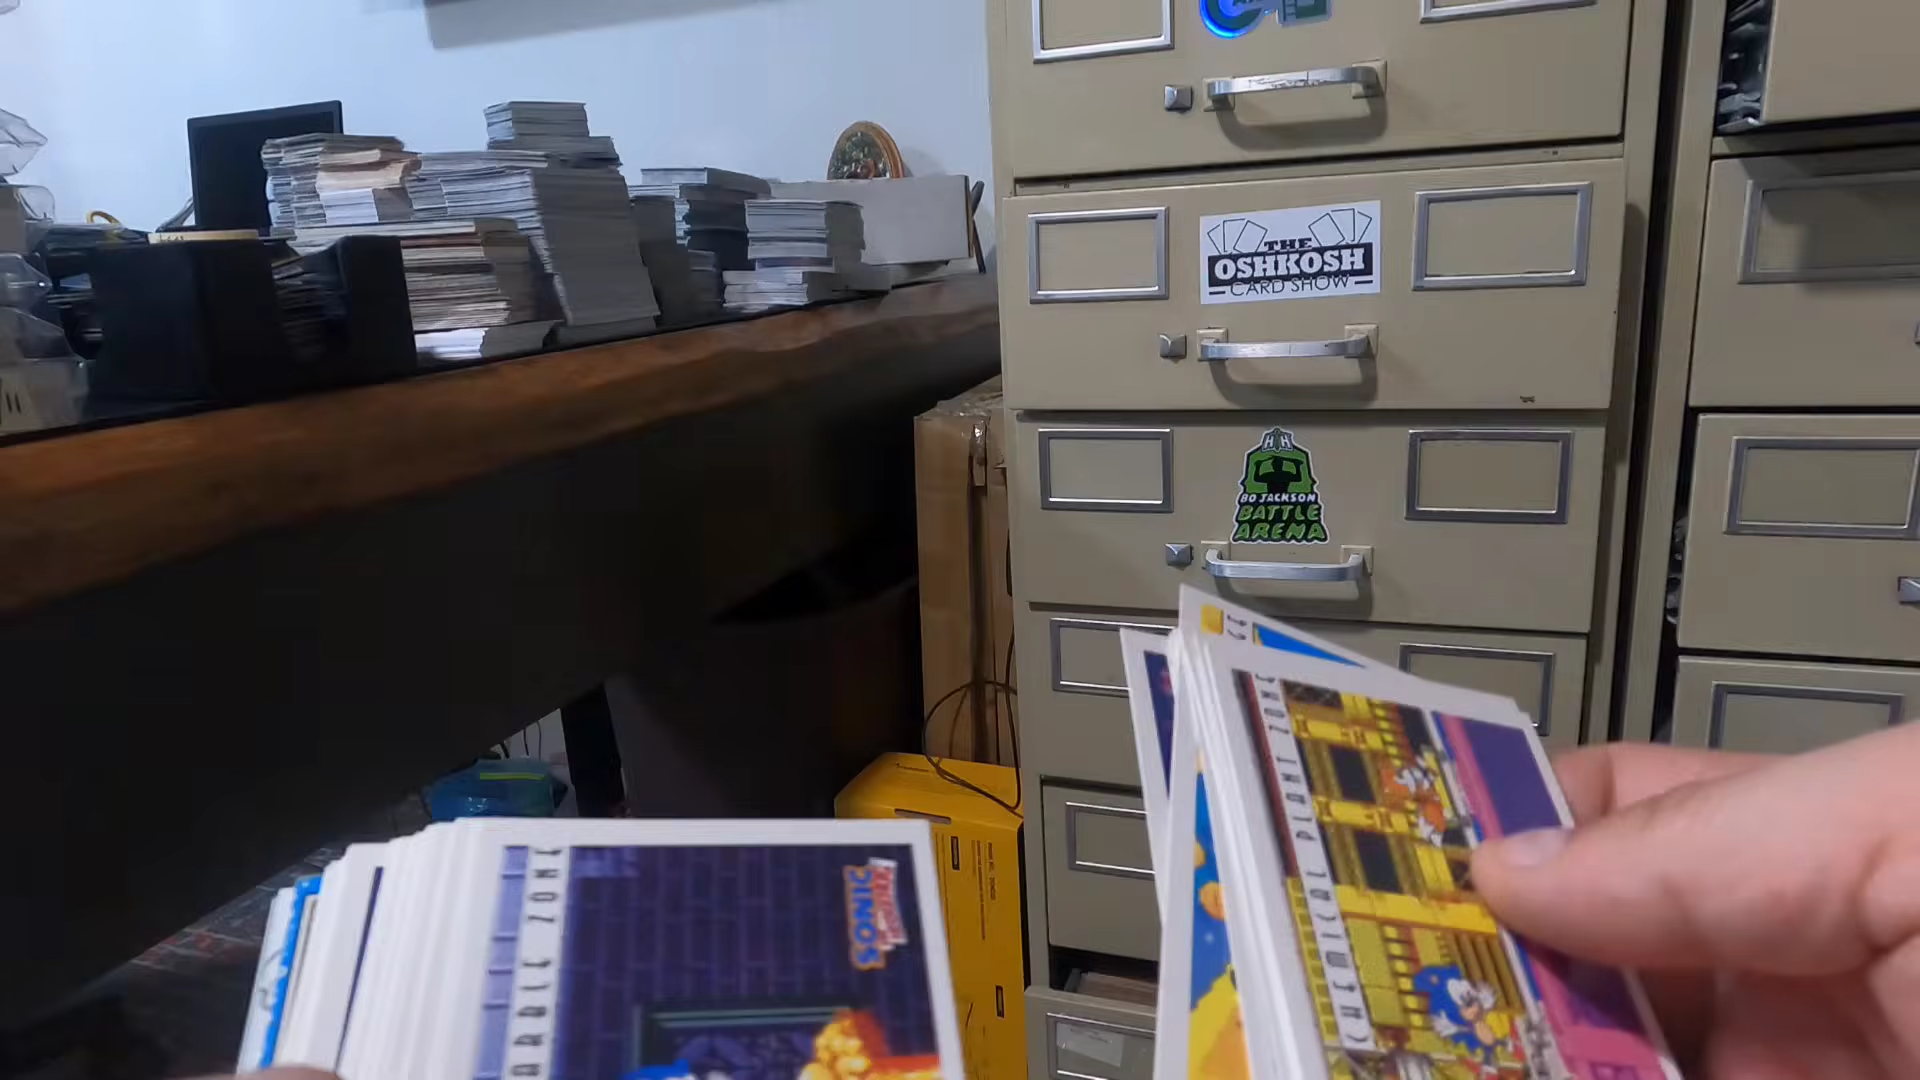 THE
OSHKOSH
CARD SHOW
BO JACKSON
BATTLE
ARENA
CHEMICAL PLANT ZONE
SONIC
MARBLE ZONE